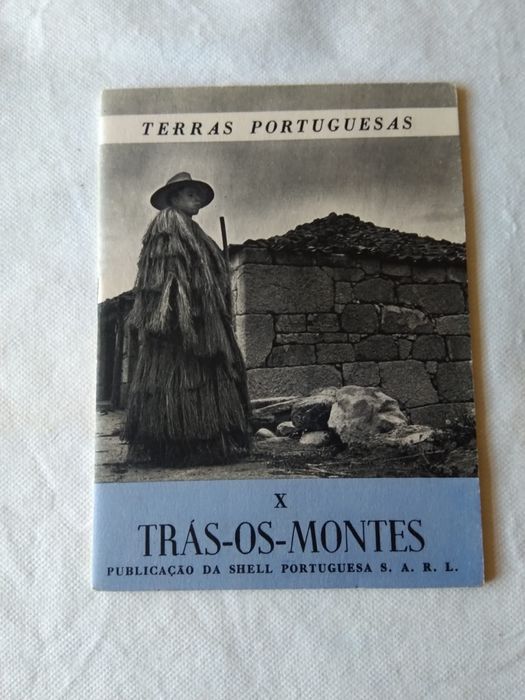 TERRAS PORTUGUESAS
X
TRÁS-OS-MONTES
PUBLICAÇÃO DA SHELL PORTUGUESA S. A. R. L.